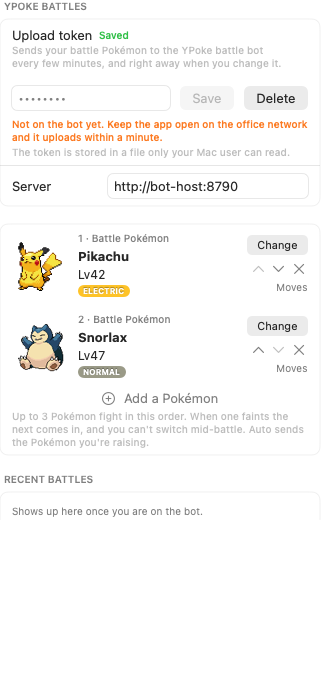 YPOKE BATTLES
Upload token Saved
Sends your battle Pokémon to the YPoke battle bot
every few minutes, and right away when you change it.
••••••••
Save
Delete
Not on the bot yet. Keep the app open on the office network
and it uploads within a minute.
The token is stored in a file only your Mac user can read.
Server
http://bot-host:8790
1 · Battle Pokémon
Change
Pikachu
Lv42
ELECTRIC
Moves
2 · Battle Pokémon
Change
Snorlax
Lv47
NORMAL
Moves
Add a Pokémon
Up to 3 Pokémon fight in this order. When one faints the
next comes in, and you can't switch mid-battle. Auto sends
the Pokémon you're raising.
RECENT BATTLES
Shows up here once you are on the bot.